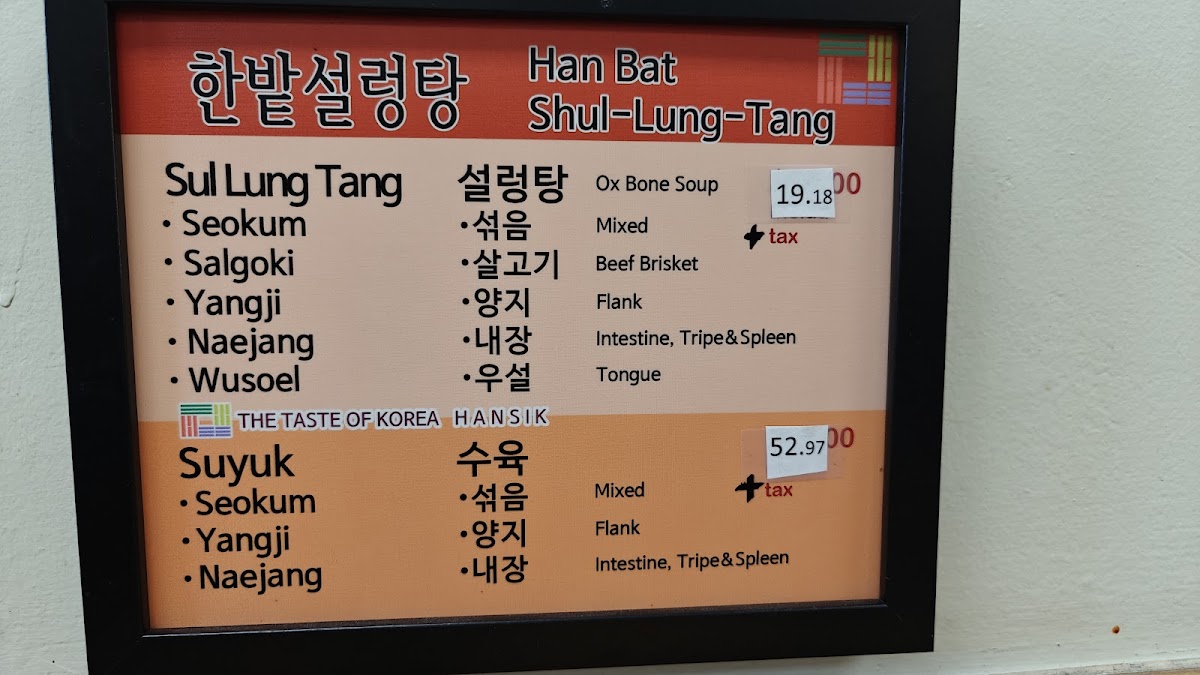 한밭설렁탕 Han Bat
Shul-Lung-Tang
Sul Lung Tang 설렁탕 Ox Bone Soup 19.18 00
• Seokum •섞음 Mixed + tax
• Salgoki •살고기 Beef Brisket
• Yangji •양지 Flank
• Naejang •내장 Intestine, Tripe&Spleen
• Wusoel •우설 Tongue
THE TASTE OF KOREA HANSIK
Suyuk 수육 52.97 00
• Seokum •섞음 Mixed + tax
• Yangji •양지 Flank
• Naejang •내장 Intestine, Tripe&Spleen